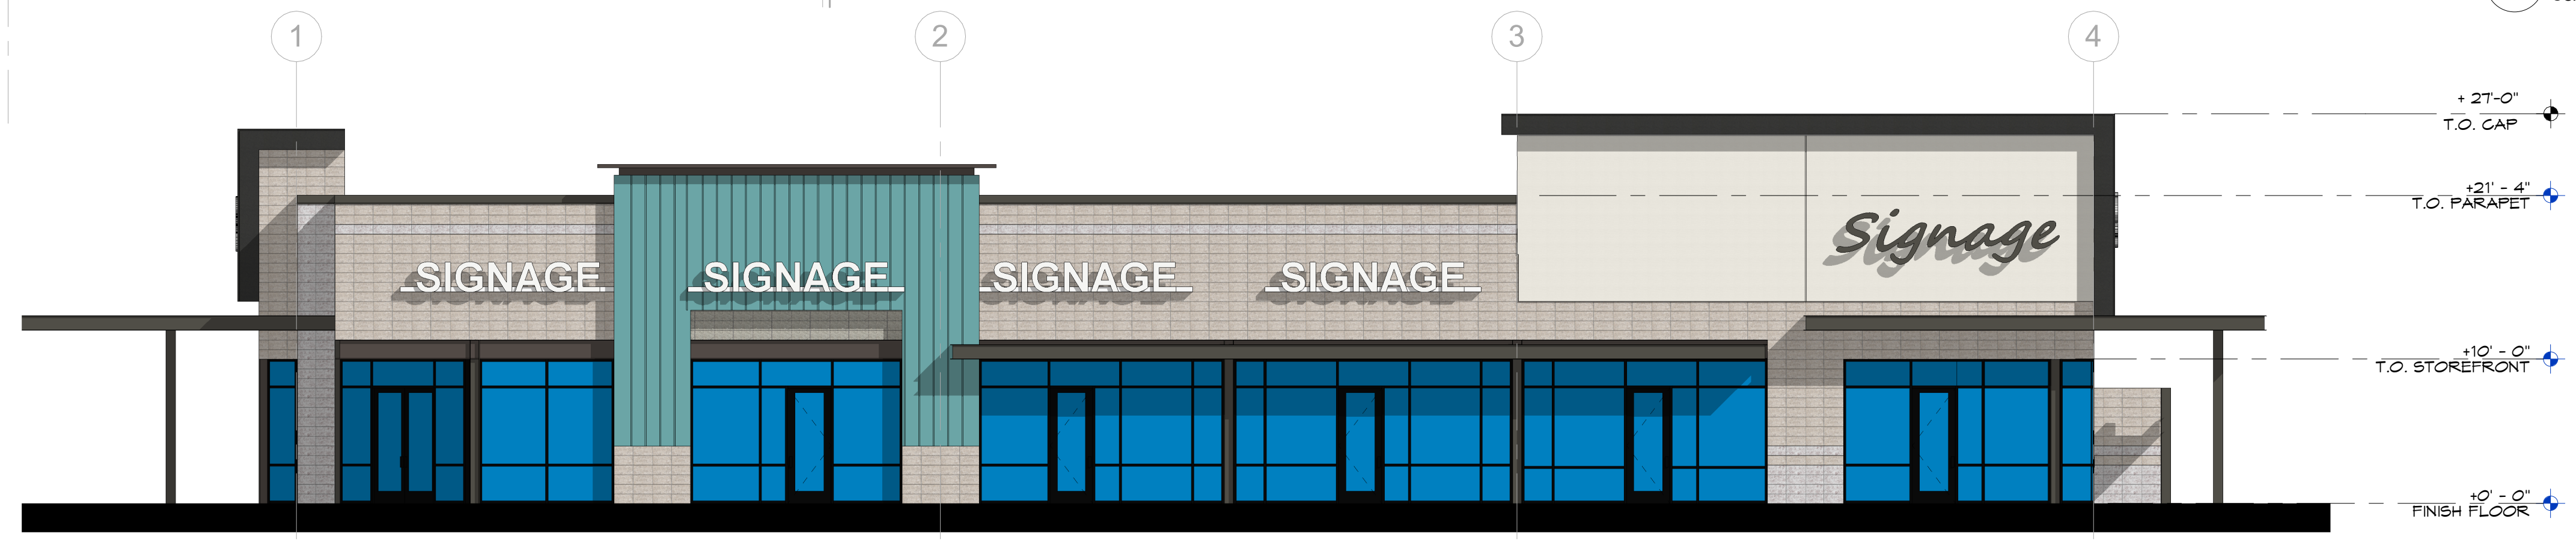 1
2
3
4
+ 27'-0"
T.O. CAP
+21' - 4"
T.O. PARAPET
Signage
SIGNAGE
SIGNAGE
SIGNAGE
SIGNAGE
+10' - 0"
T.O. STOREFRONT
+0' - 0"
FINISH FLOOR